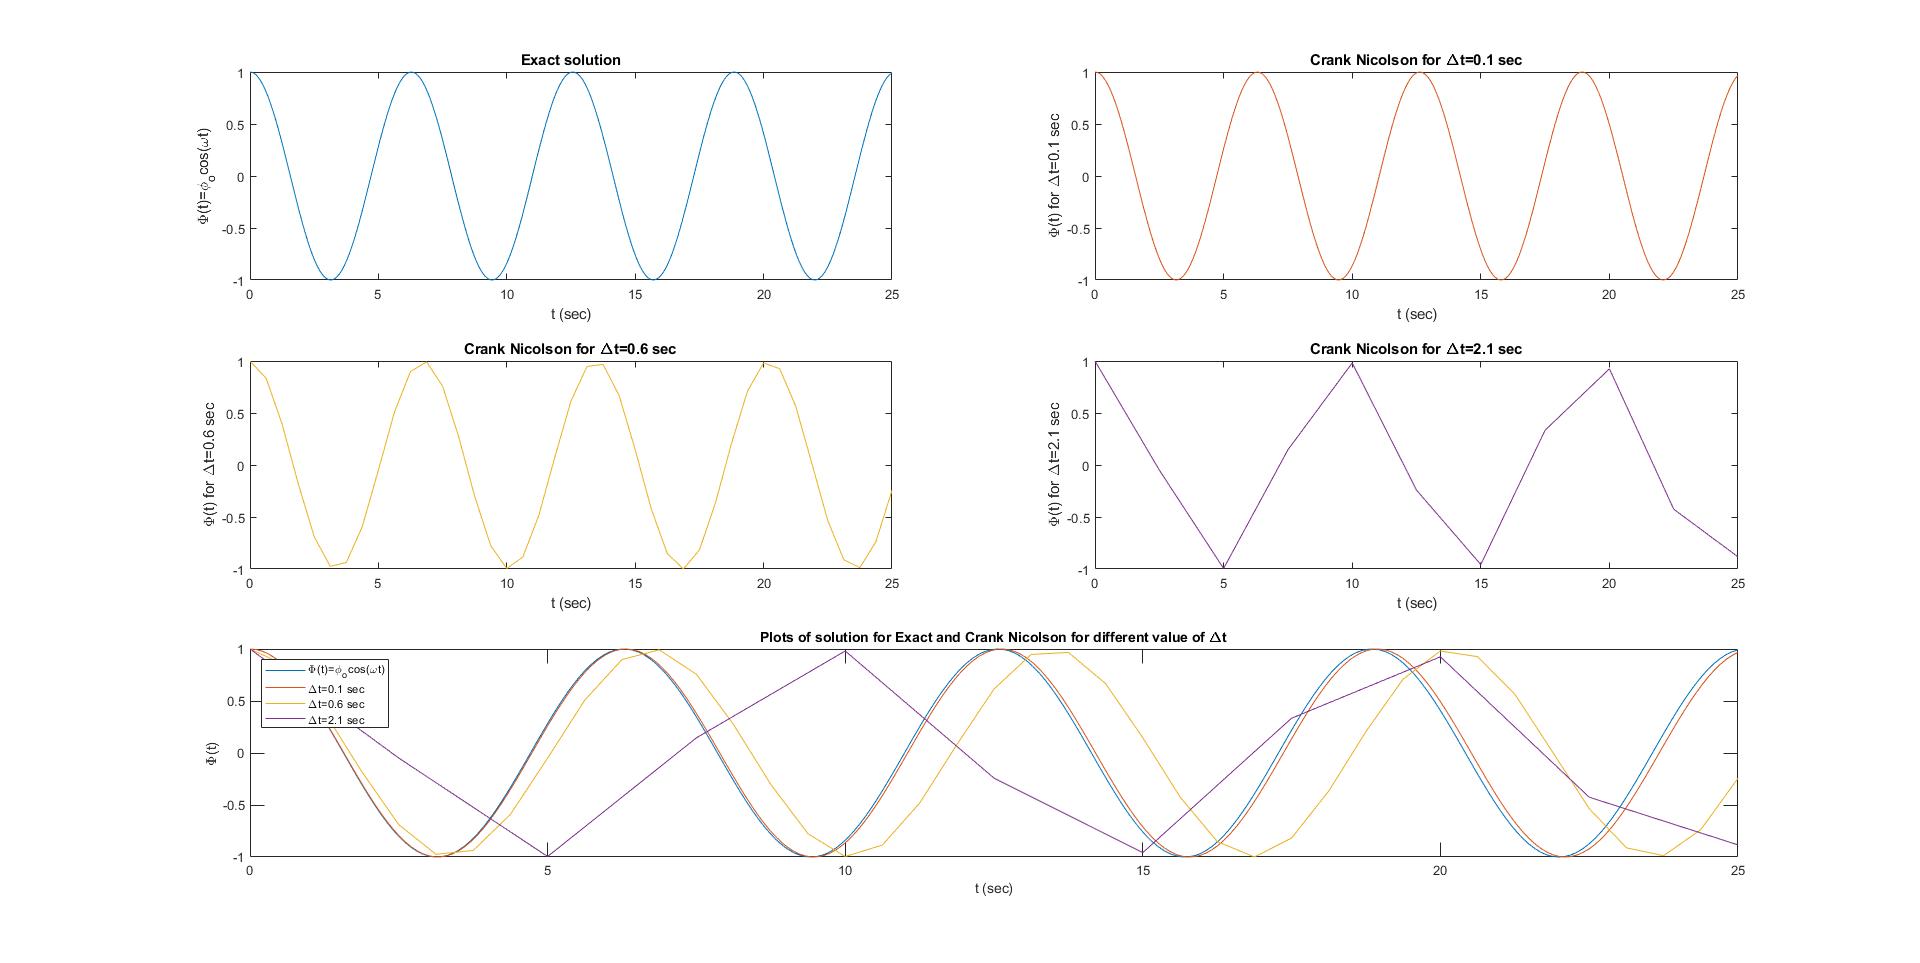 Exact solution
Φ(t)=ϕocos(ωt)
1
0.5
0
-0.5
-1
0 5 10 15 20 25
t (sec)
Crank Nicolson for Δt=0.1 sec
Φ(t) for Δt=0.1 sec
1
0.5
0
-0.5
-1
0 5 10 15 20 25
t (sec)
Crank Nicolson for Δt=0.6 sec
Φ(t) for Δt=0.6 sec
1
0.5
0
-0.5
-1
0 5 10 15 20 25
t (sec)
Crank Nicolson for Δt=2.1 sec
Φ(t) for Δt=2.1 sec
1
0.5
0
-0.5
-1
0 5 10 15 20 25
t (sec)
Plots of solution for Exact and Crank Nicolson for different value of Δt
Φ(t)
1
0.5
0
-0.5
-1
Φ(t)=ϕocos(ωt)
Δt=0.1 sec
Δt=0.6 sec
Δt=2.1 sec
0 5 10 15 20 25
t (sec)